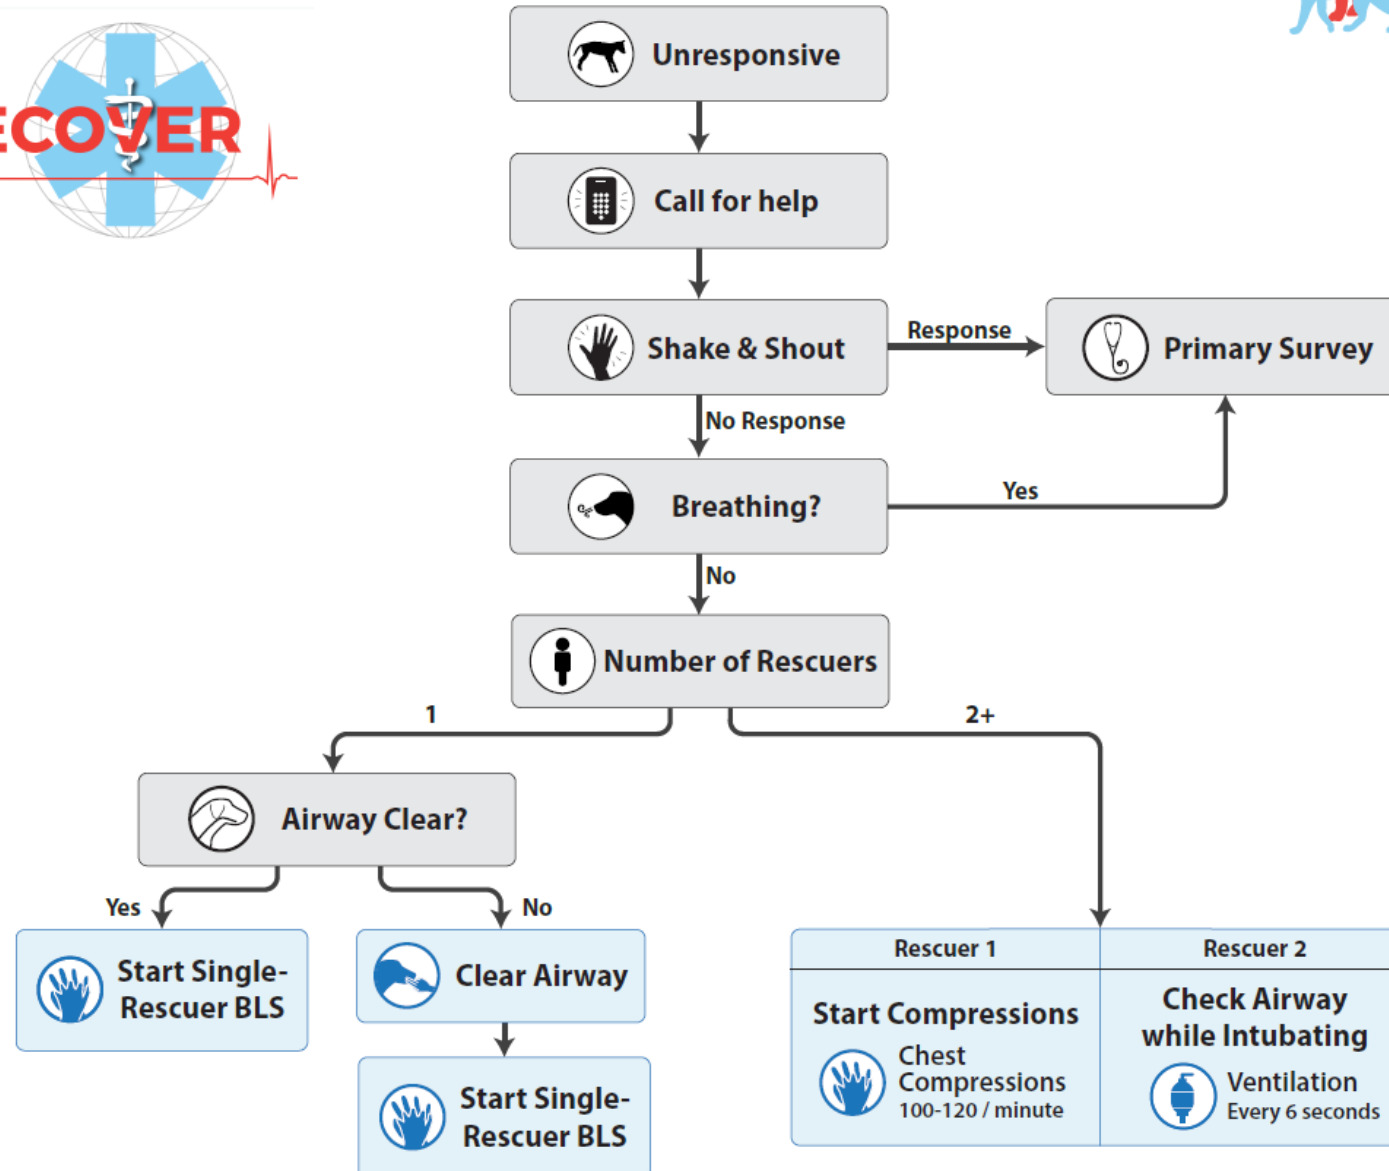 ECOVER
Unresponsive
Call for help
Shake & Shout
Response
Primary Survey
No Response
Breathing?
Yes
No
Number of Rescuers
1
2+
Airway Clear?
Yes
No
Start Single-
Rescuer BLS
Clear Airway
Start Single-
Rescuer BLS
Rescuer 1
Start Compressions
Chest
Compressions
100-120 / minute
Rescuer 2
Check Airway
while Intubating
Ventilation
Every 6 seconds